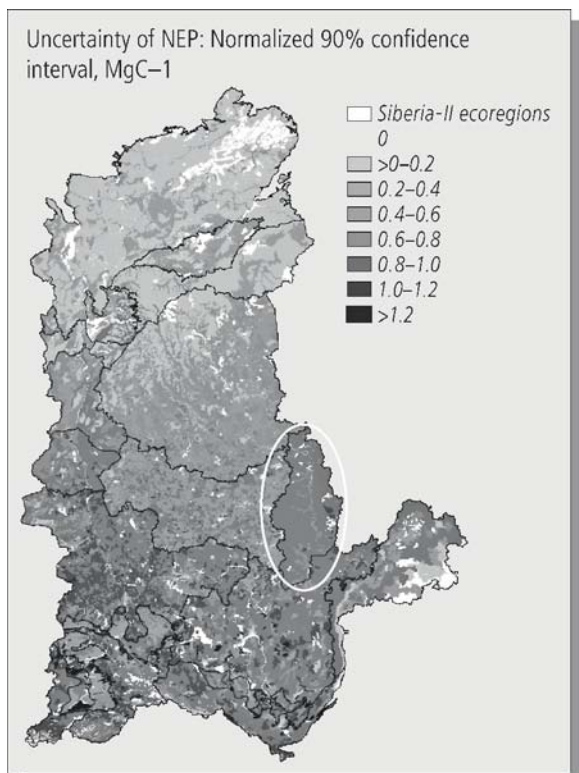 Uncertainty of NEP: Normalized 90% confidence
interval, MgC–1
Siberia-II ecoregions
0
>0–0.2
0.2–0.4
0.4–0.6
0.6–0.8
0.8–1.0
1.0–1.2
>1.2